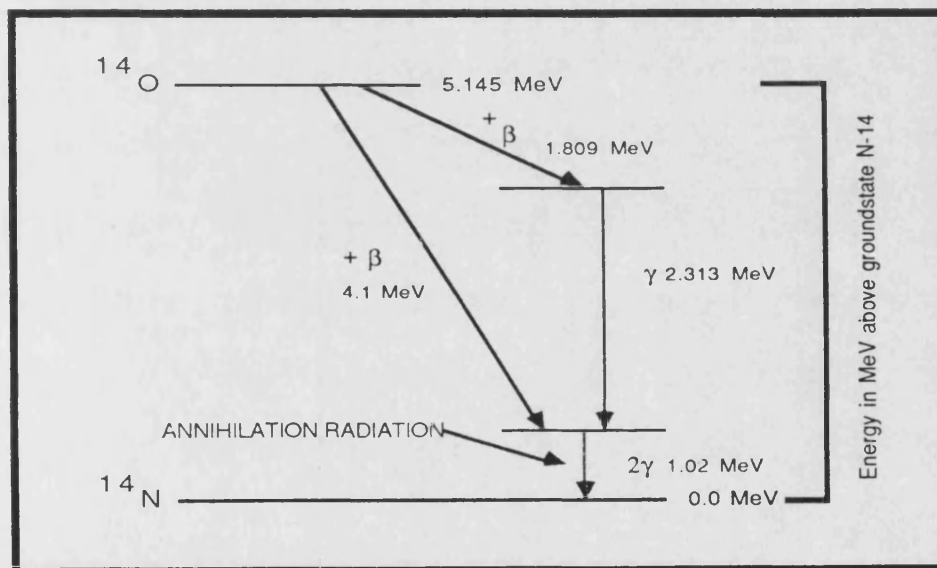 14
O
5.145 MeV
+
β
1.809 MeV
+ β
4.1 MeV
γ 2.313 MeV
ANNIHILATION RADIATION
2γ 1.02 MeV
14
N
0.0 MeV
Energy in MeV above groundstate N-14